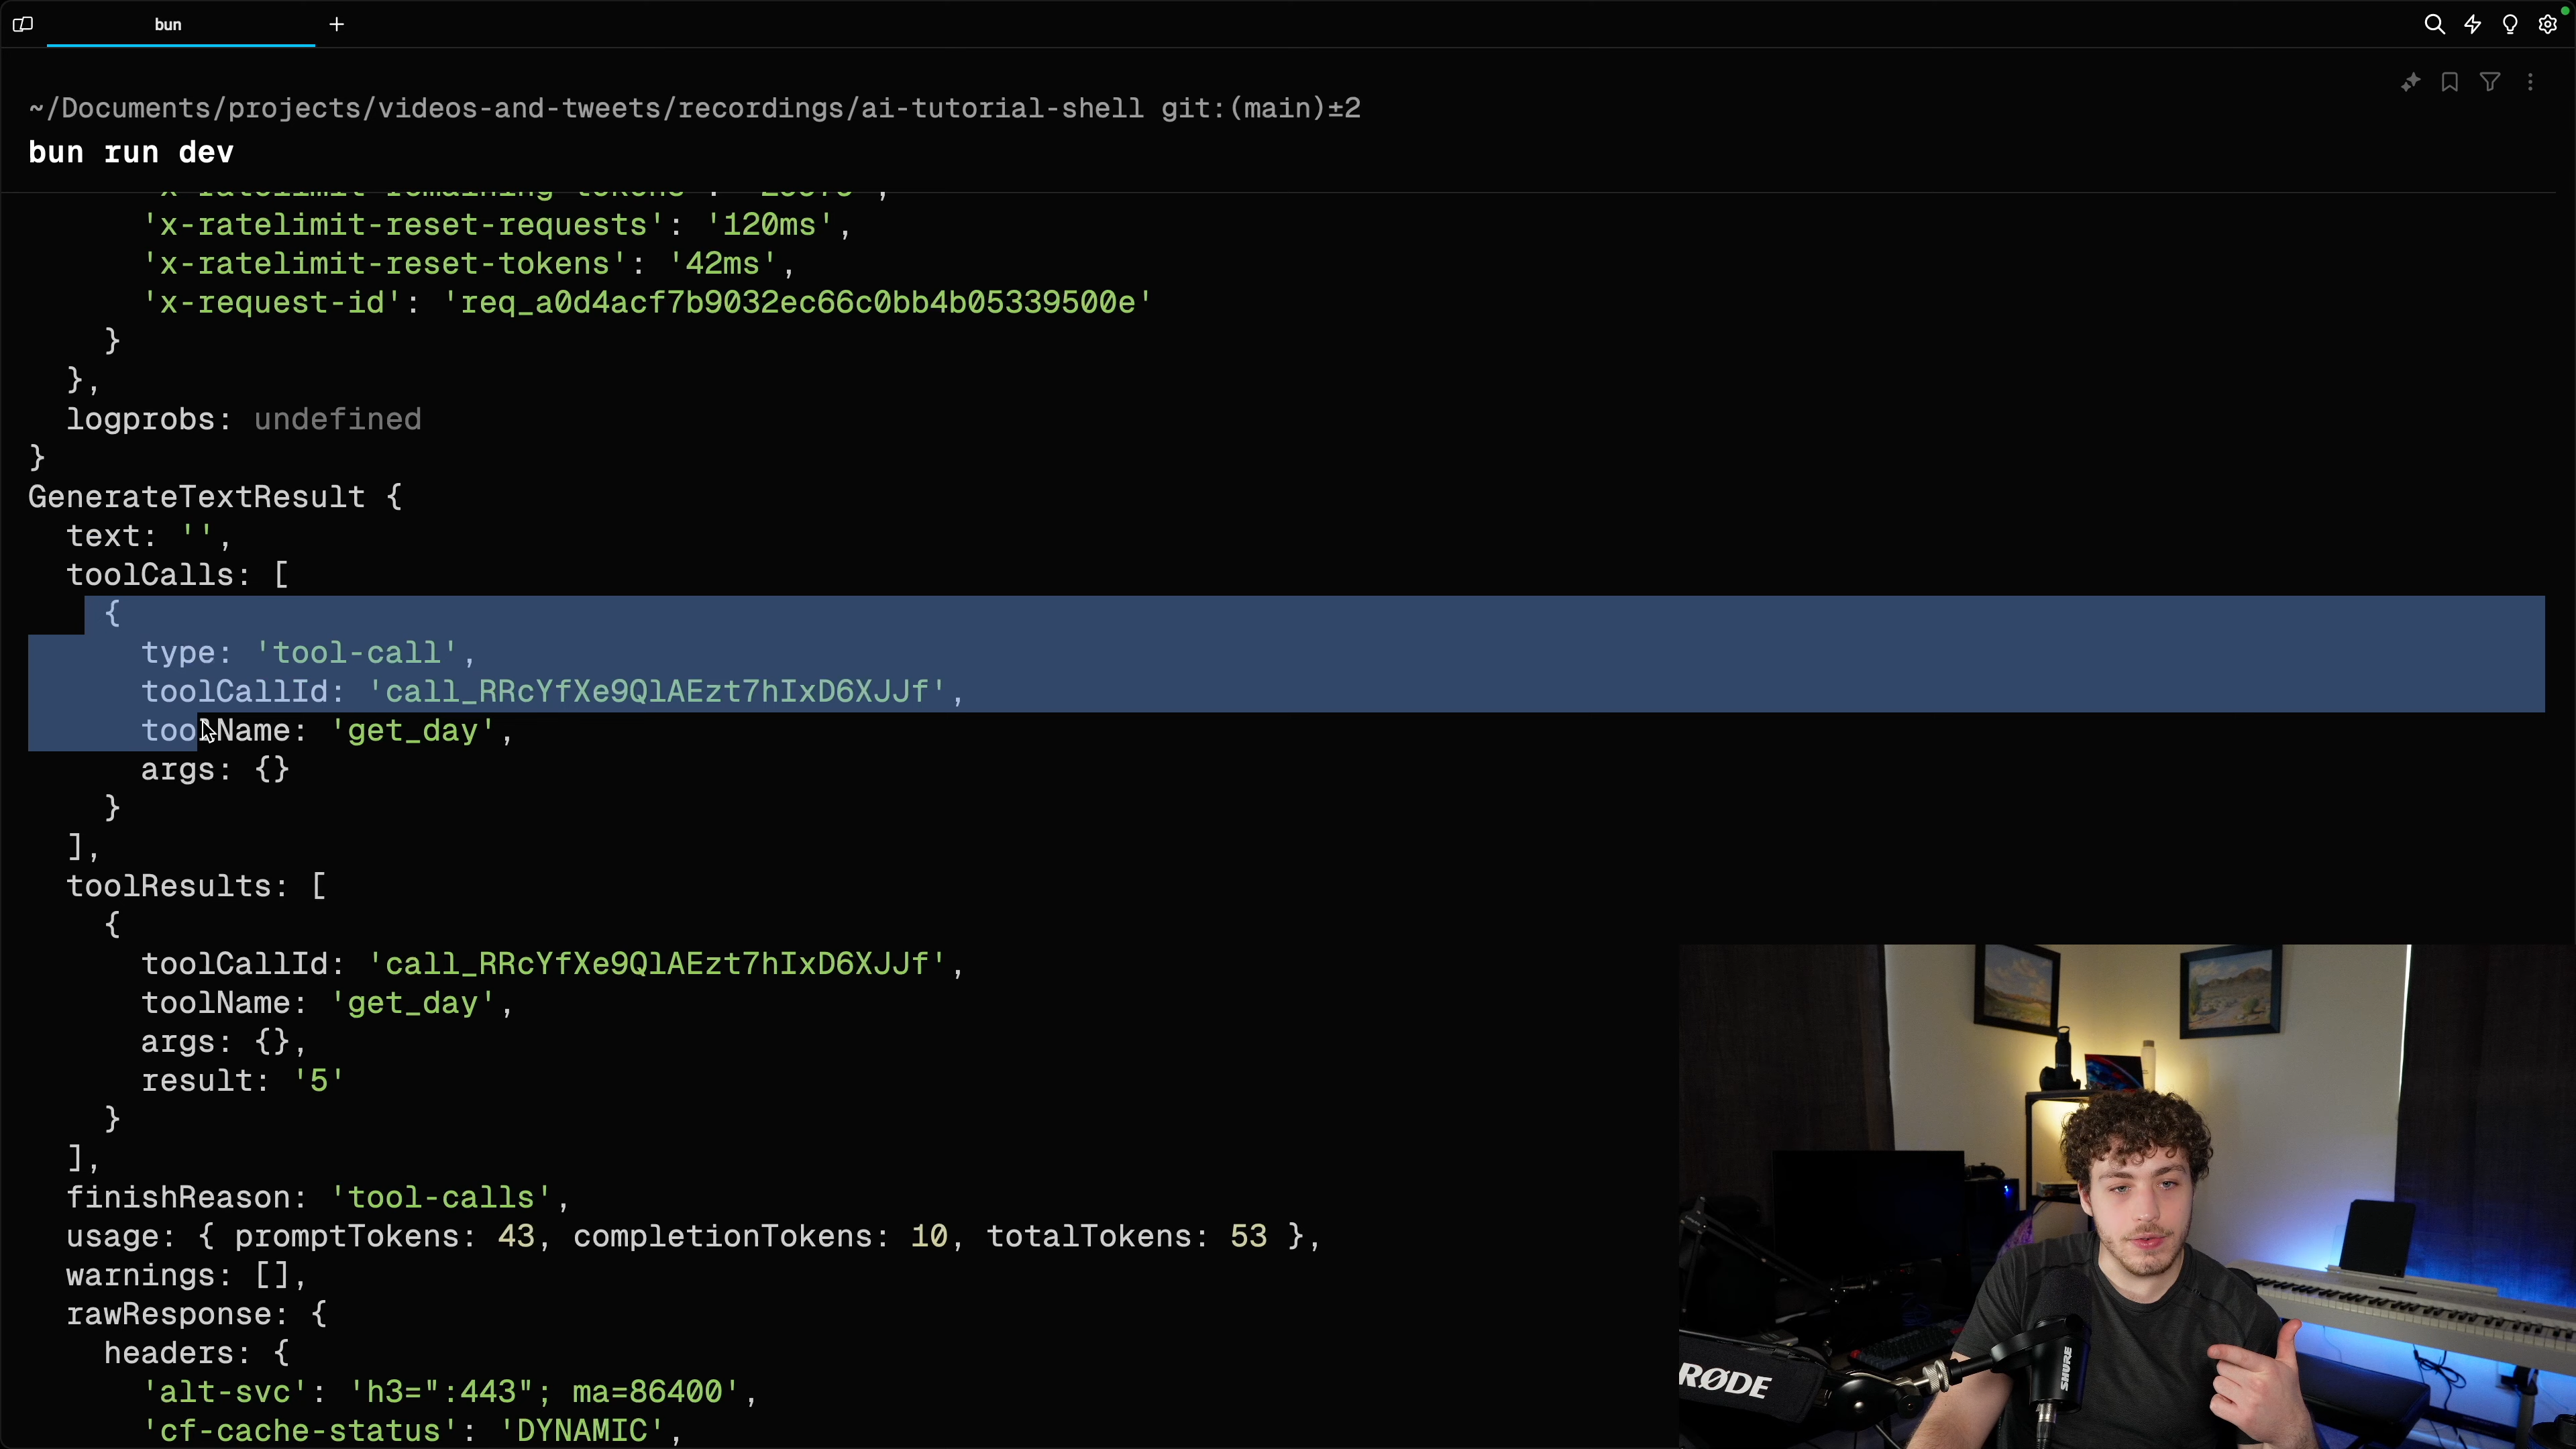 bun
~/Documents/projects/videos-and-tweets/recordings/ai-tutorial-shell git:(main)±2
bun run dev
'x-ratelimit-reset-requests': '120ms',
'x-ratelimit-reset-tokens': '42ms',
'x-request-id': 'req_a0d4acf7b9032ec66c0bb4b05339500e'
}
},
logprobs: undefined
}
GenerateTextResult {
text: '',
toolCalls: [
{
type: 'tool-call',
toolCallId: 'call_RRcYfXe9QlAEzt7hIxD6XJJf',
toolName: 'get_day',
args: {}
}
],
toolResults: [
{
toolCallId: 'call_RRcYfXe9QlAEzt7hIxD6XJJf',
toolName: 'get_day',
args: {},
result: '5'
}
],
finishReason: 'tool-calls',
usage: { promptTokens: 43, completionTokens: 10, totalTokens: 53 },
warnings: [],
rawResponse: {
headers: {
'alt-svc': 'h3=":443"; ma=86400',
'cf-cache-status': 'DYNAMIC',
RØDE
SHURE